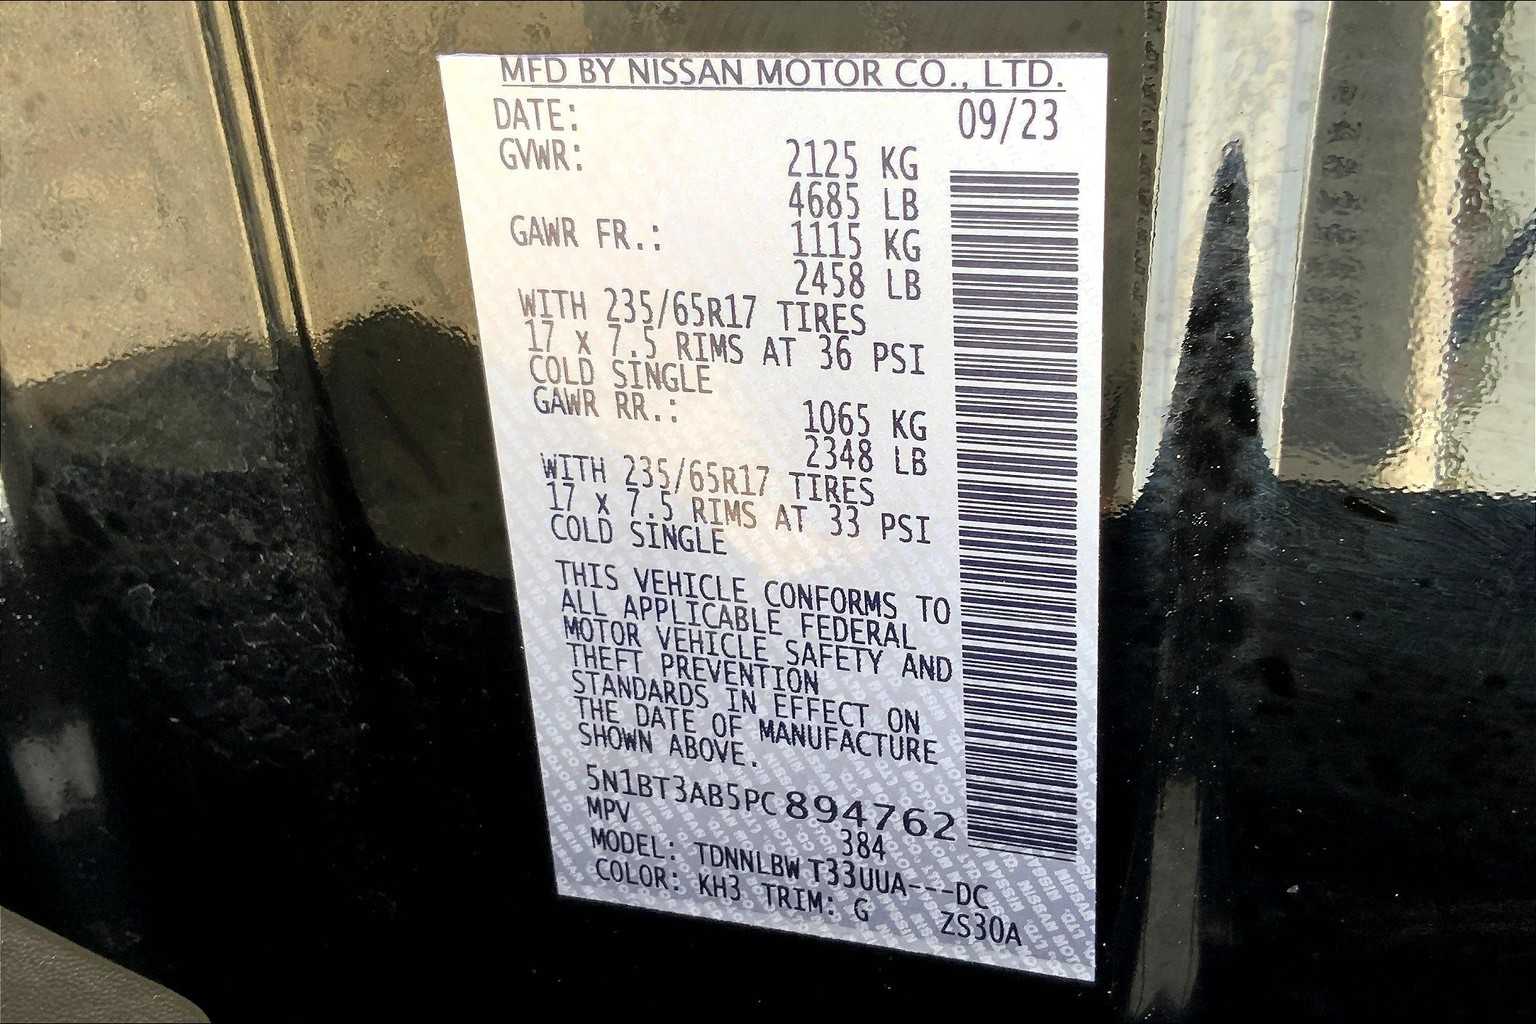 MFD BY NISSAN MOTOR CO., LTD.
DATE: 09/23
GVWR: 2125 KG
4685 LB
GAWR FR.: 1115 KG
2458 LB
WITH 235/65R17 TIRES
17 x 7.5 RIMS AT 36 PSI
COLD SINGLE
GAWR RR.: 1065 KG
2348 LB
WITH 235/65R17 TIRES
17 x 7.5 RIMS AT 33 PSI
COLD SINGLE
THIS VEHICLE CONFORMS TO
ALL APPLICABLE FEDERAL
MOTOR VEHICLE SAFETY AND
THEFT PREVENTION
STANDARDS IN EFFECT ON
THE DATE OF MANUFACTURE
SHOWN ABOVE.
5N1BT3AB5PC894762
MPV 384
MODEL: TDNNLBW T33UUA---DC
COLOR: KH3 TRIM: G ZS30A